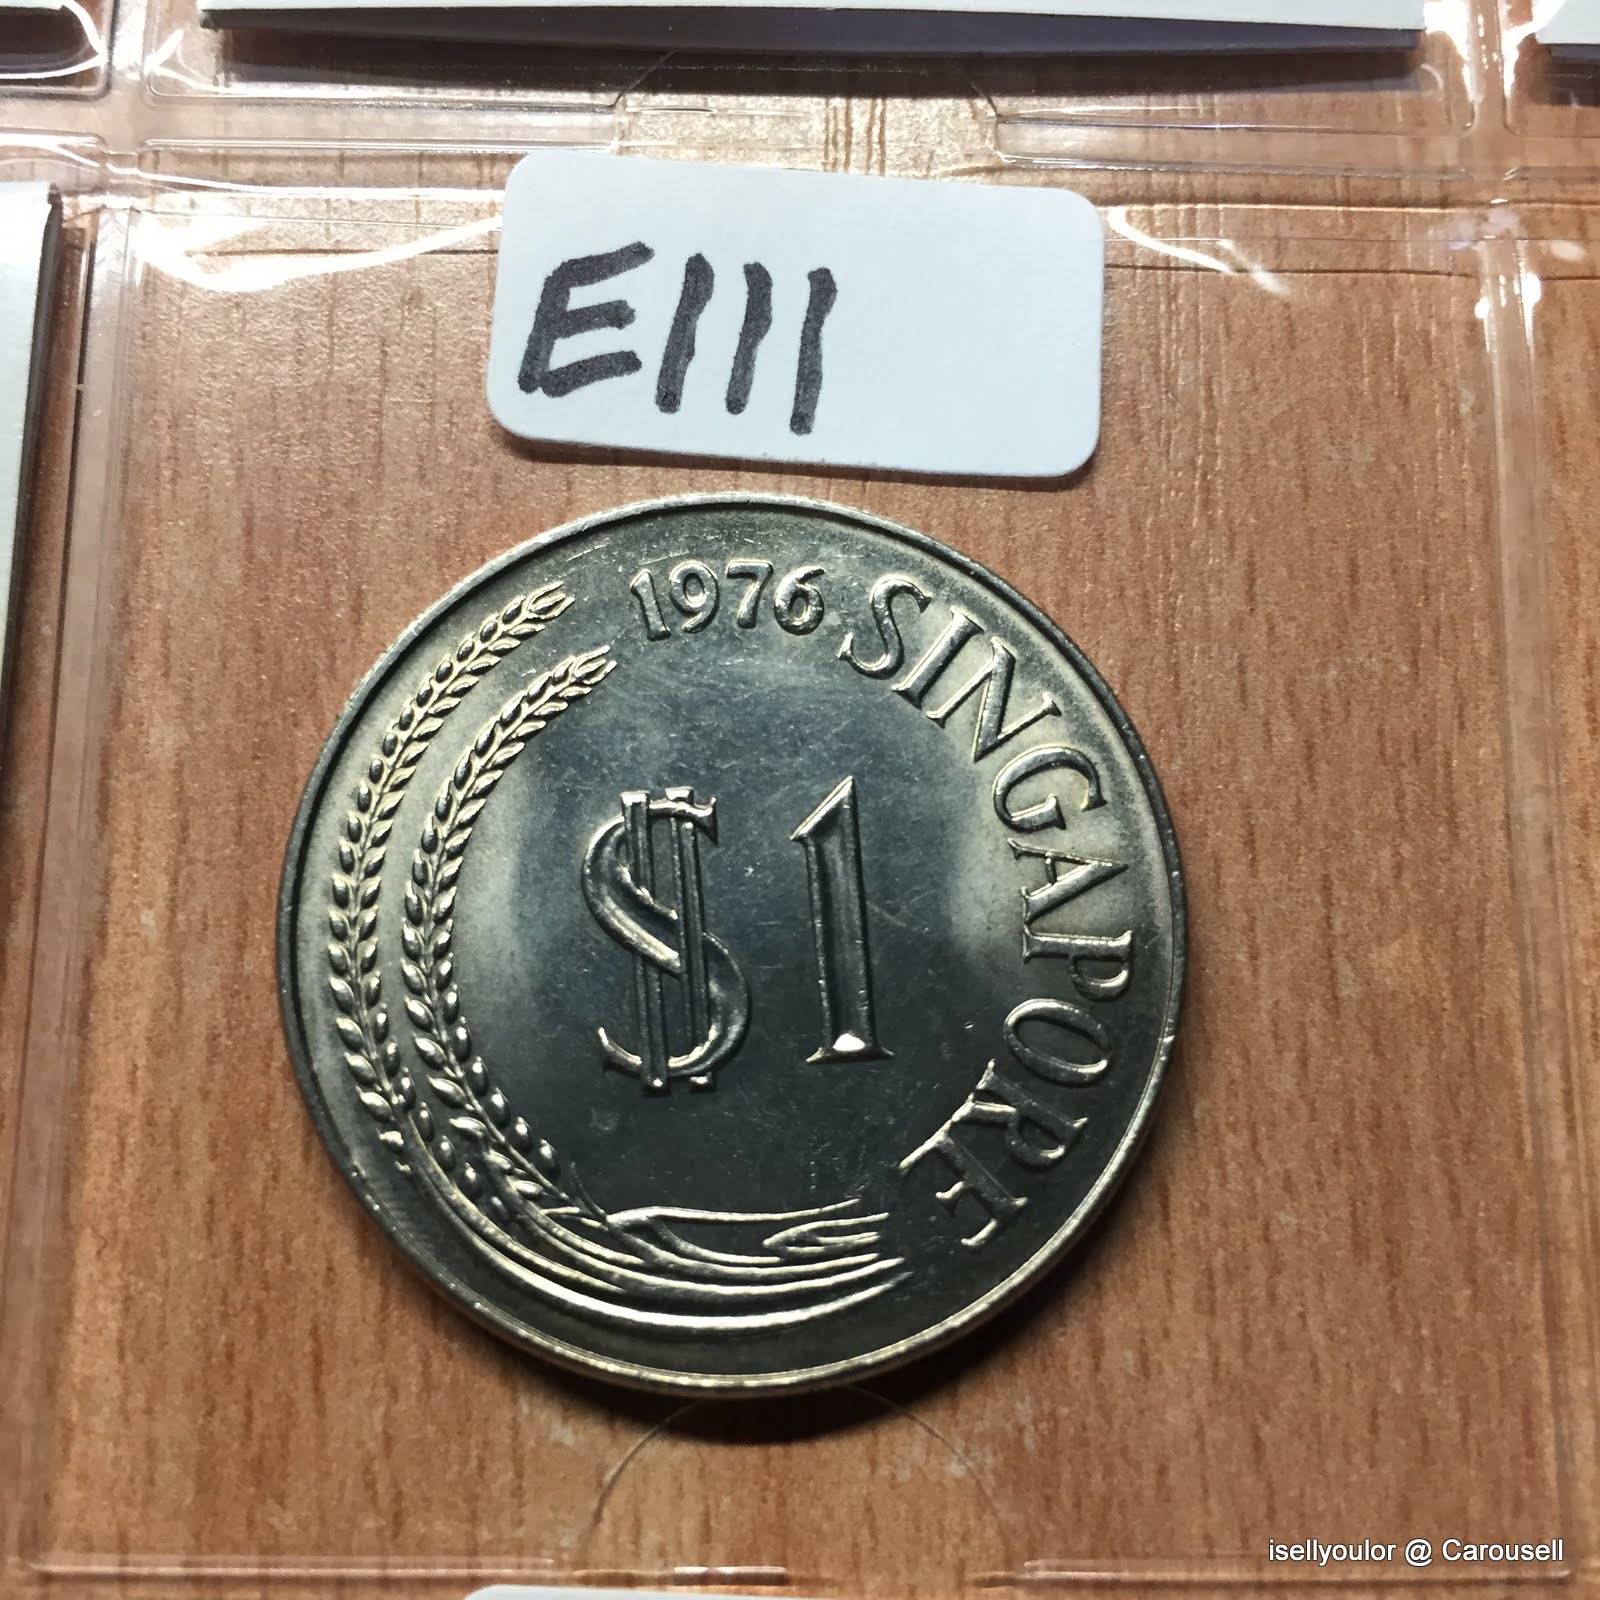 E111
1976 SINGAPORE
$1
isellyoulor @ Carousell